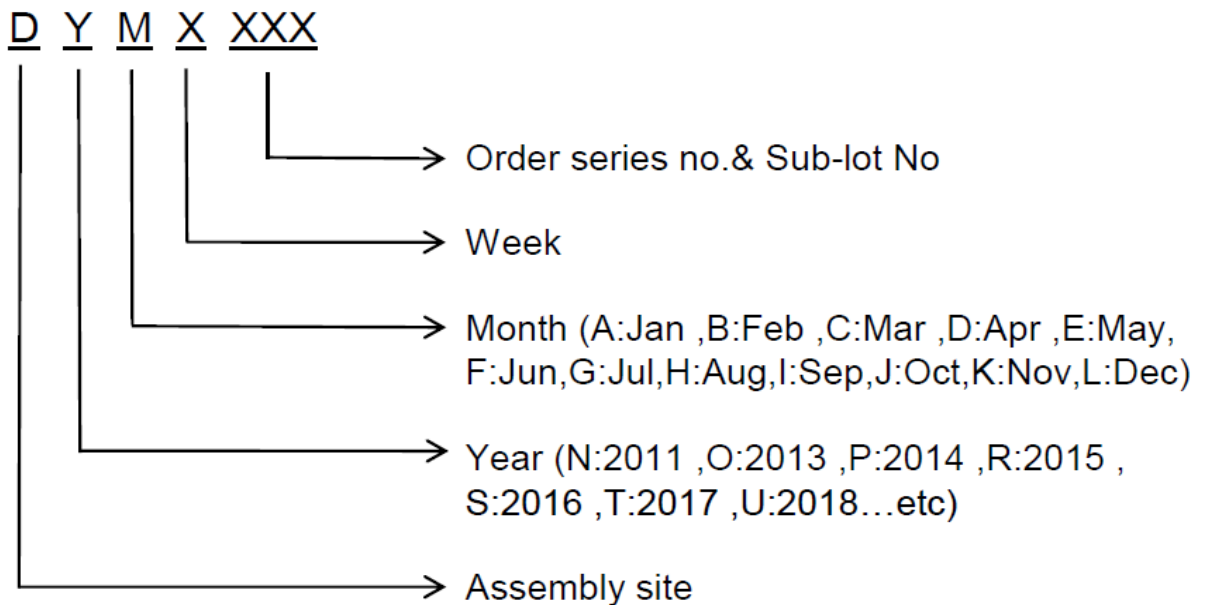 D Y M X XXX
Order series no.& Sub-lot No
Week
Month (A:Jan ,B:Feb ,C:Mar ,D:Apr ,E:May,
F:Jun,G:Jul,H:Aug,I:Sep,J:Oct,K:Nov,L:Dec)
Year (N:2011 ,O:2013 ,P:2014 ,R:2015 ,
S:2016 ,T:2017 ,U:2018...etc)
Assembly site